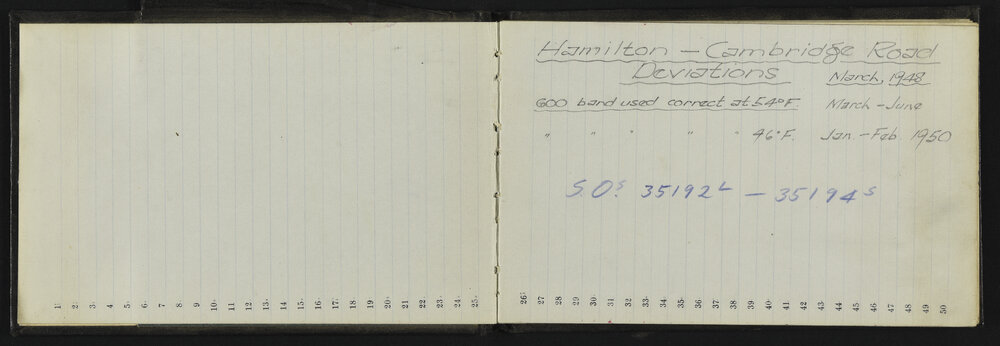 Hamilton – Cambridge Road
Deviations March, 1948
600 band used correct at 54°F. March – June
" " " " " 46°F. Jan. – Feb. 1950
S.Os. 35192L – 35194s
1 2 3 4 5 6 7 8 9 10 11 12 13 14 15 16 17 18 19 20 21 22 23 24 25
26 27 28 29 30 31 32 33 34 35 36 37 38 39 40 41 42 43 44 45 46 47 48 49 50